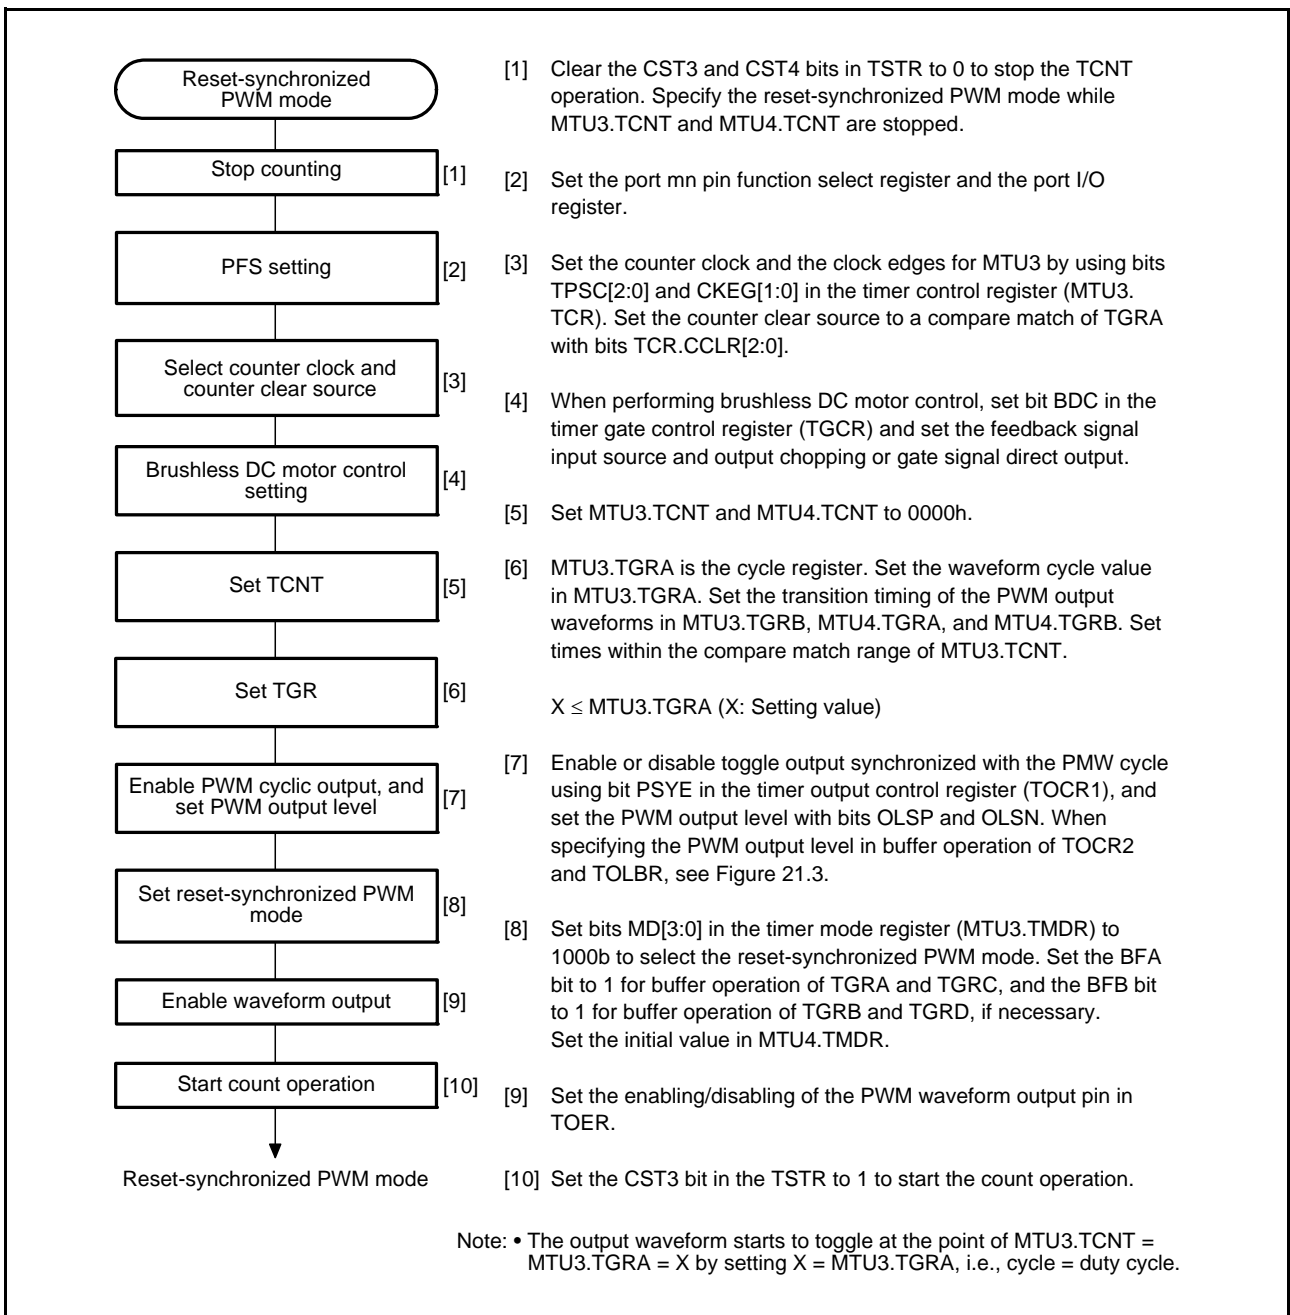 Reset-synchronized
PWM mode
Stop counting
[1]
PFS setting
[2]
Select counter clock and
counter clear source
[3]
Brushless DC motor control
setting
[4]
Set TCNT
[5]
Set TGR
[6]
Enable PWM cyclic output, and
set PWM output level
[7]
Set reset-synchronized PWM
mode
[8]
Enable waveform output
[9]
Start count operation
[10]
Reset-synchronized PWM mode
[1] Clear the CST3 and CST4 bits in TSTR to 0 to stop the TCNT
operation. Specify the reset-synchronized PWM mode while
MTU3.TCNT and MTU4.TCNT are stopped.
[2] Set the port mn pin function select register and the port I/O
register.
[3] Set the counter clock and the clock edges for MTU3 by using bits
TPSC[2:0] and CKEG[1:0] in the timer control register (MTU3.
TCR). Set the counter clear source to a compare match of TGRA
with bits TCR.CCLR[2:0].
[4] When performing brushless DC motor control, set bit BDC in the
timer gate control register (TGCR) and set the feedback signal
input source and output chopping or gate signal direct output.
[5] Set MTU3.TCNT and MTU4.TCNT to 0000h.
[6] MTU3.TGRA is the cycle register. Set the waveform cycle value
in MTU3.TGRA. Set the transition timing of the PWM output
waveforms in MTU3.TGRB, MTU4.TGRA, and MTU4.TGRB. Set
times within the compare match range of MTU3.TCNT.
X ≤ MTU3.TGRA (X: Setting value)
[7] Enable or disable toggle output synchronized with the PMW cycle
using bit PSYE in the timer output control register (TOCR1), and
set the PWM output level with bits OLSP and OLSN. When
specifying the PWM output level in buffer operation of TOCR2
and TOLBR, see Figure 21.3.
[8] Set bits MD[3:0] in the timer mode register (MTU3.TMDR) to
1000b to select the reset-synchronized PWM mode. Set the BFA
bit to 1 for buffer operation of TGRA and TGRC, and the BFB bit
to 1 for buffer operation of TGRB and TGRD, if necessary.
Set the initial value in MTU4.TMDR.
[9] Set the enabling/disabling of the PWM waveform output pin in
TOER.
[10] Set the CST3 bit in the TSTR to 1 to start the count operation.
Note: • The output waveform starts to toggle at the point of MTU3.TCNT =
MTU3.TGRA = X by setting X = MTU3.TGRA, i.e., cycle = duty cycle.